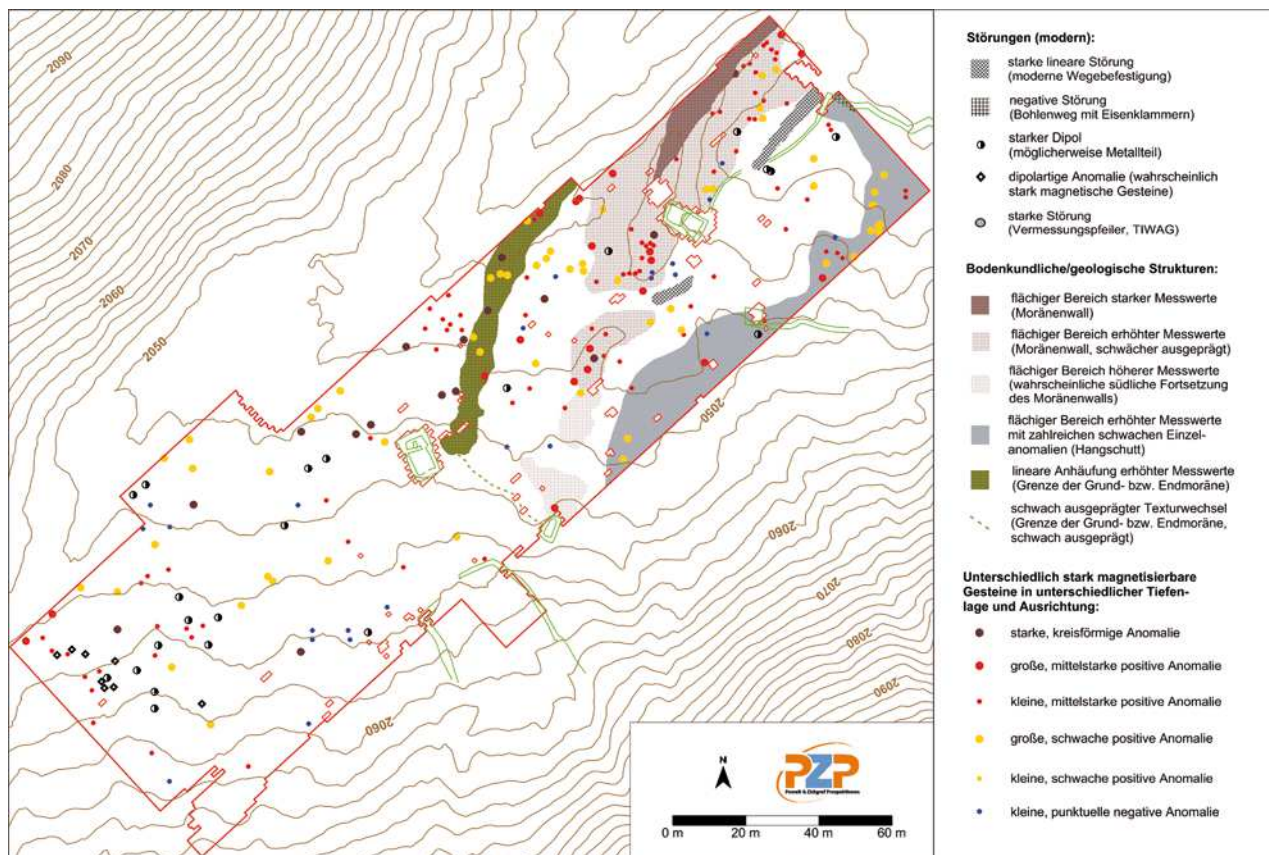 2090
2080
2070
2060
2050
2050
2060
2070
2080
2090
2060
N
PZP
0 m
20 m
40 m
60 m
Störungen (modern):
starke lineare Störung
(moderne Wegebefestigung)
negative Störung
(Bohlenweg mit Eisenklammern)
starker Dipol
(möglicherweise Metallteil)
dipolartige Anomalie (wahrscheinlich
stark magnetische Gesteine)
starke Störung
(Vermessungspfeiler, TIWAG)
Bodenkundliche/geologische Strukturen:
flächiger Bereich starker Messwerte
(Moränenwall)
flächiger Bereich erhöhter Messwerte
(Moränenwall, schwächer ausgeprägt)
flächiger Bereich höherer Messwerte
(wahrscheinliche südliche Fortsetzung
des Moränenwalls)
flächiger Bereich erhöhter Messwerte
mit zahlreichen schwachen Einzel-
anomalien (Hangschutt)
lineare Anhäufung erhöhter Messwerte
(Grenze der Grund- bzw. Endmoräne)
schwach ausgeprägter Texturwechsel
(Grenze der Grund- bzw. Endmoräne,
schwach ausgeprägt)
Unterschiedlich stark magnetisierbare
Gesteine in unterschiedlicher Tiefen-
lage und Ausrichtung:
starke, kreisförmige Anomalie
große, mittelstarke positive Anomalie
kleine, mittelstarke positive Anomalie
große, schwache positive Anomalie
kleine, schwache positive Anomalie
kleine, punktuelle negative Anomalie